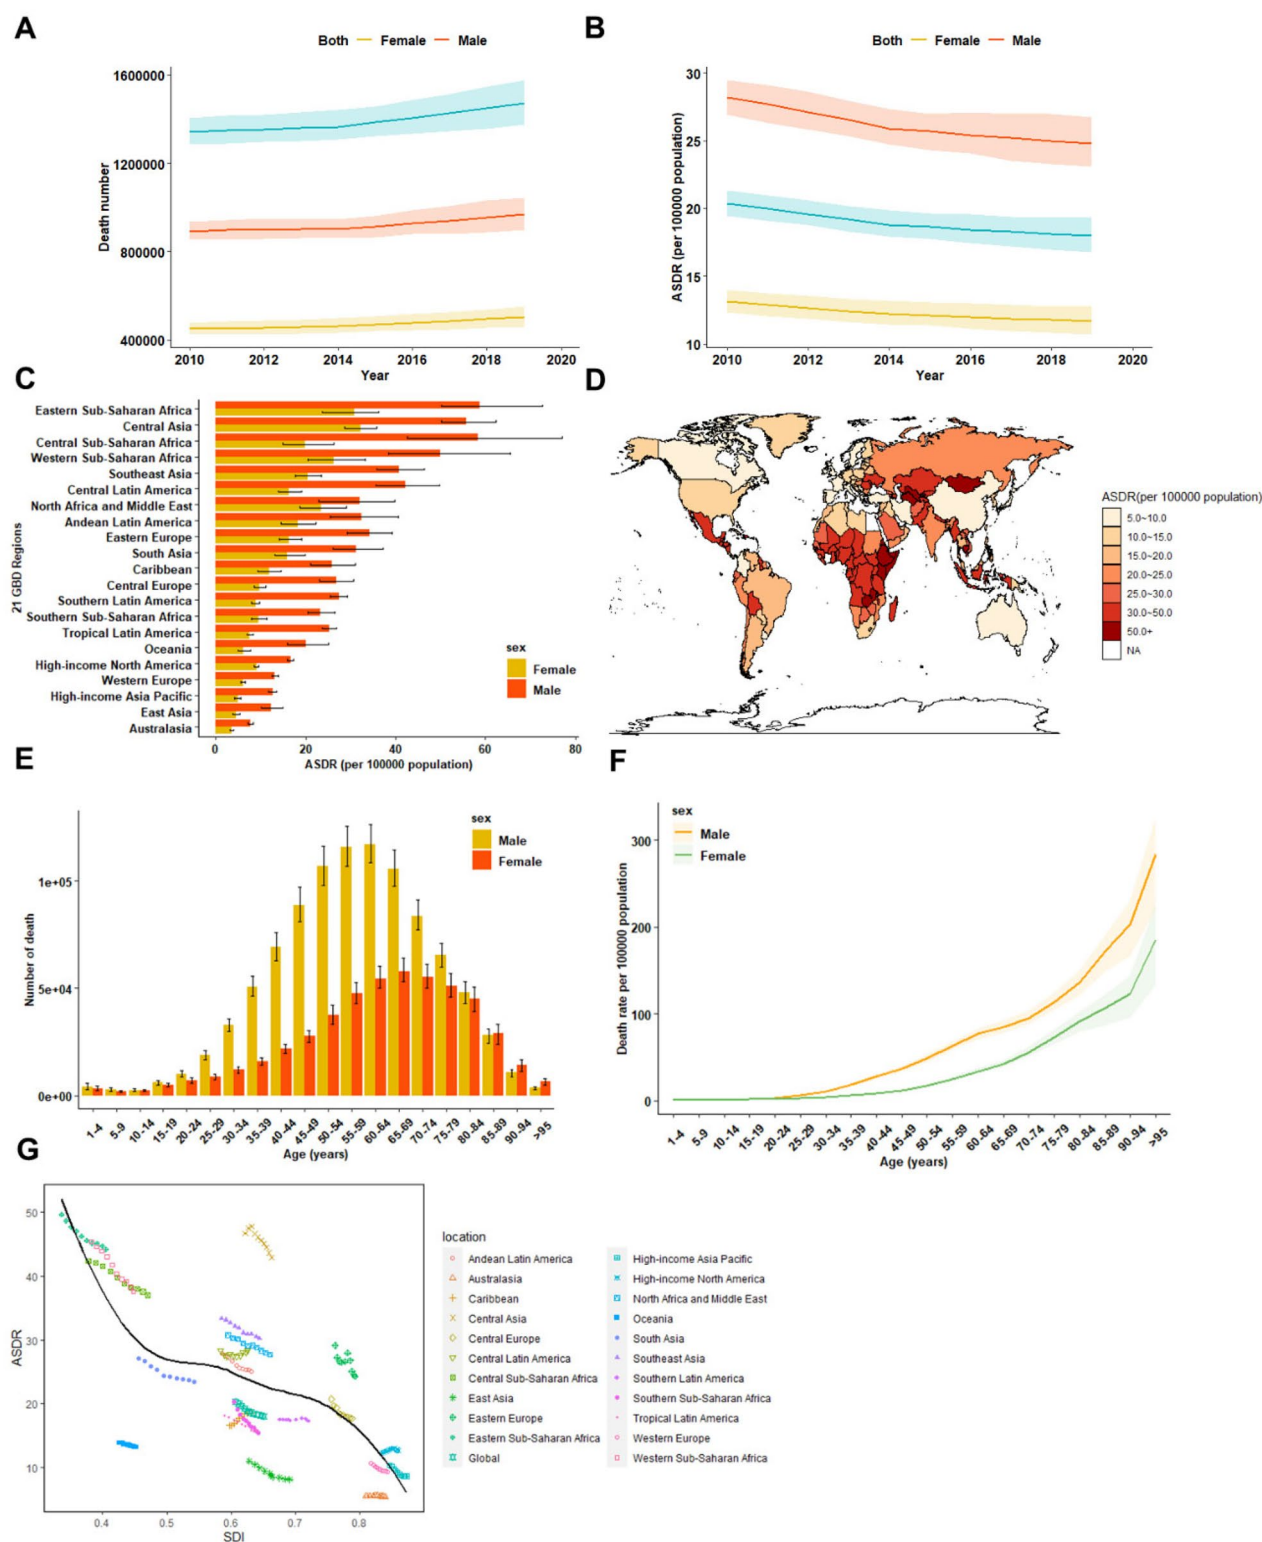 A
Both Female Male
Death number
1600000
1200000
800000
400000
2010 2012 2014 2016 2018 2020
Year
B
Both Female Male
ASDR (per 100000 population)
30
25
20
15
10
2010 2012 2014 2016 2018 2020
Year
C
21 GBD Regions
Eastern Sub-Saharan Africa
Central Asia
Central Sub-Saharan Africa
Western Sub-Saharan Africa
Southeast Asia
Central Latin America
North Africa and Middle East
Andean Latin America
Eastern Europe
South Asia
Caribbean
Central Europe
Southern Latin America
Southern Sub-Saharan Africa
Tropical Latin America
Oceania
High-income North America
Western Europe
High-income Asia Pacific
East Asia
Australasia
sex
Female
Male
0 20 40 60 80
ASDR (per 100000 population)
D
ASDR(per 100000 population)
5.0~10.0
10.0~15.0
15.0~20.0
20.0~25.0
25.0~30.0
30.0~50.0
50.0+
NA
E
sex
Male
Female
Number of death
1e+05
5e+04
0e+00
1-4 5-9 10-14 15-19 20-24 25-29 30-34 35-39 40-44 45-49 50-54 55-59 60-64 65-69 70-74 75-79 80-84 85-89 90-94 >95
Age (years)
F
sex
Male
Female
Death rate per 100000 population
300
200
100
0
1-4 5-9 10-14 15-19 20-24 25-29 30-34 35-39 40-44 45-49 50-54 55-59 60-64 65-69 70-74 75-79 80-84 85-89 90-94 >95
Age (years)
G
ASDR
50
40
30
20
10
0.4 0.5 0.6 0.7 0.8
SDI
location
Andean Latin America
Australasia
Caribbean
Central Asia
Central Europe
Central Latin America
Central Sub-Saharan Africa
East Asia
Eastern Europe
Eastern Sub-Saharan Africa
Global
High-income Asia Pacific
High-income North America
North Africa and Middle East
Oceania
South Asia
Southeast Asia
Southern Latin America
Southern Sub-Saharan Africa
Tropical Latin America
Western Europe
Western Sub-Saharan Africa